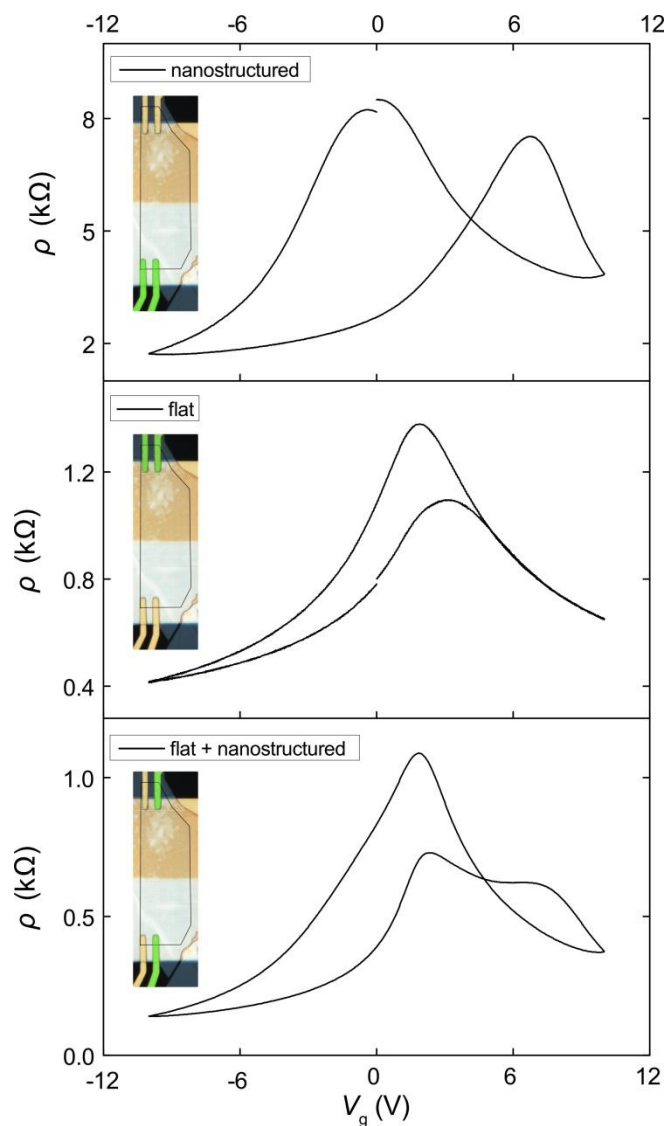 -12 -6 0 6 12
nanostructured
8
5
2
ρ (kΩ)
flat
1.2
0.8
0.4
ρ (kΩ)
flat + nanostructured
1.0
0.5
0.0
ρ (kΩ)
-12 -6 0 6 12
Vg (V)